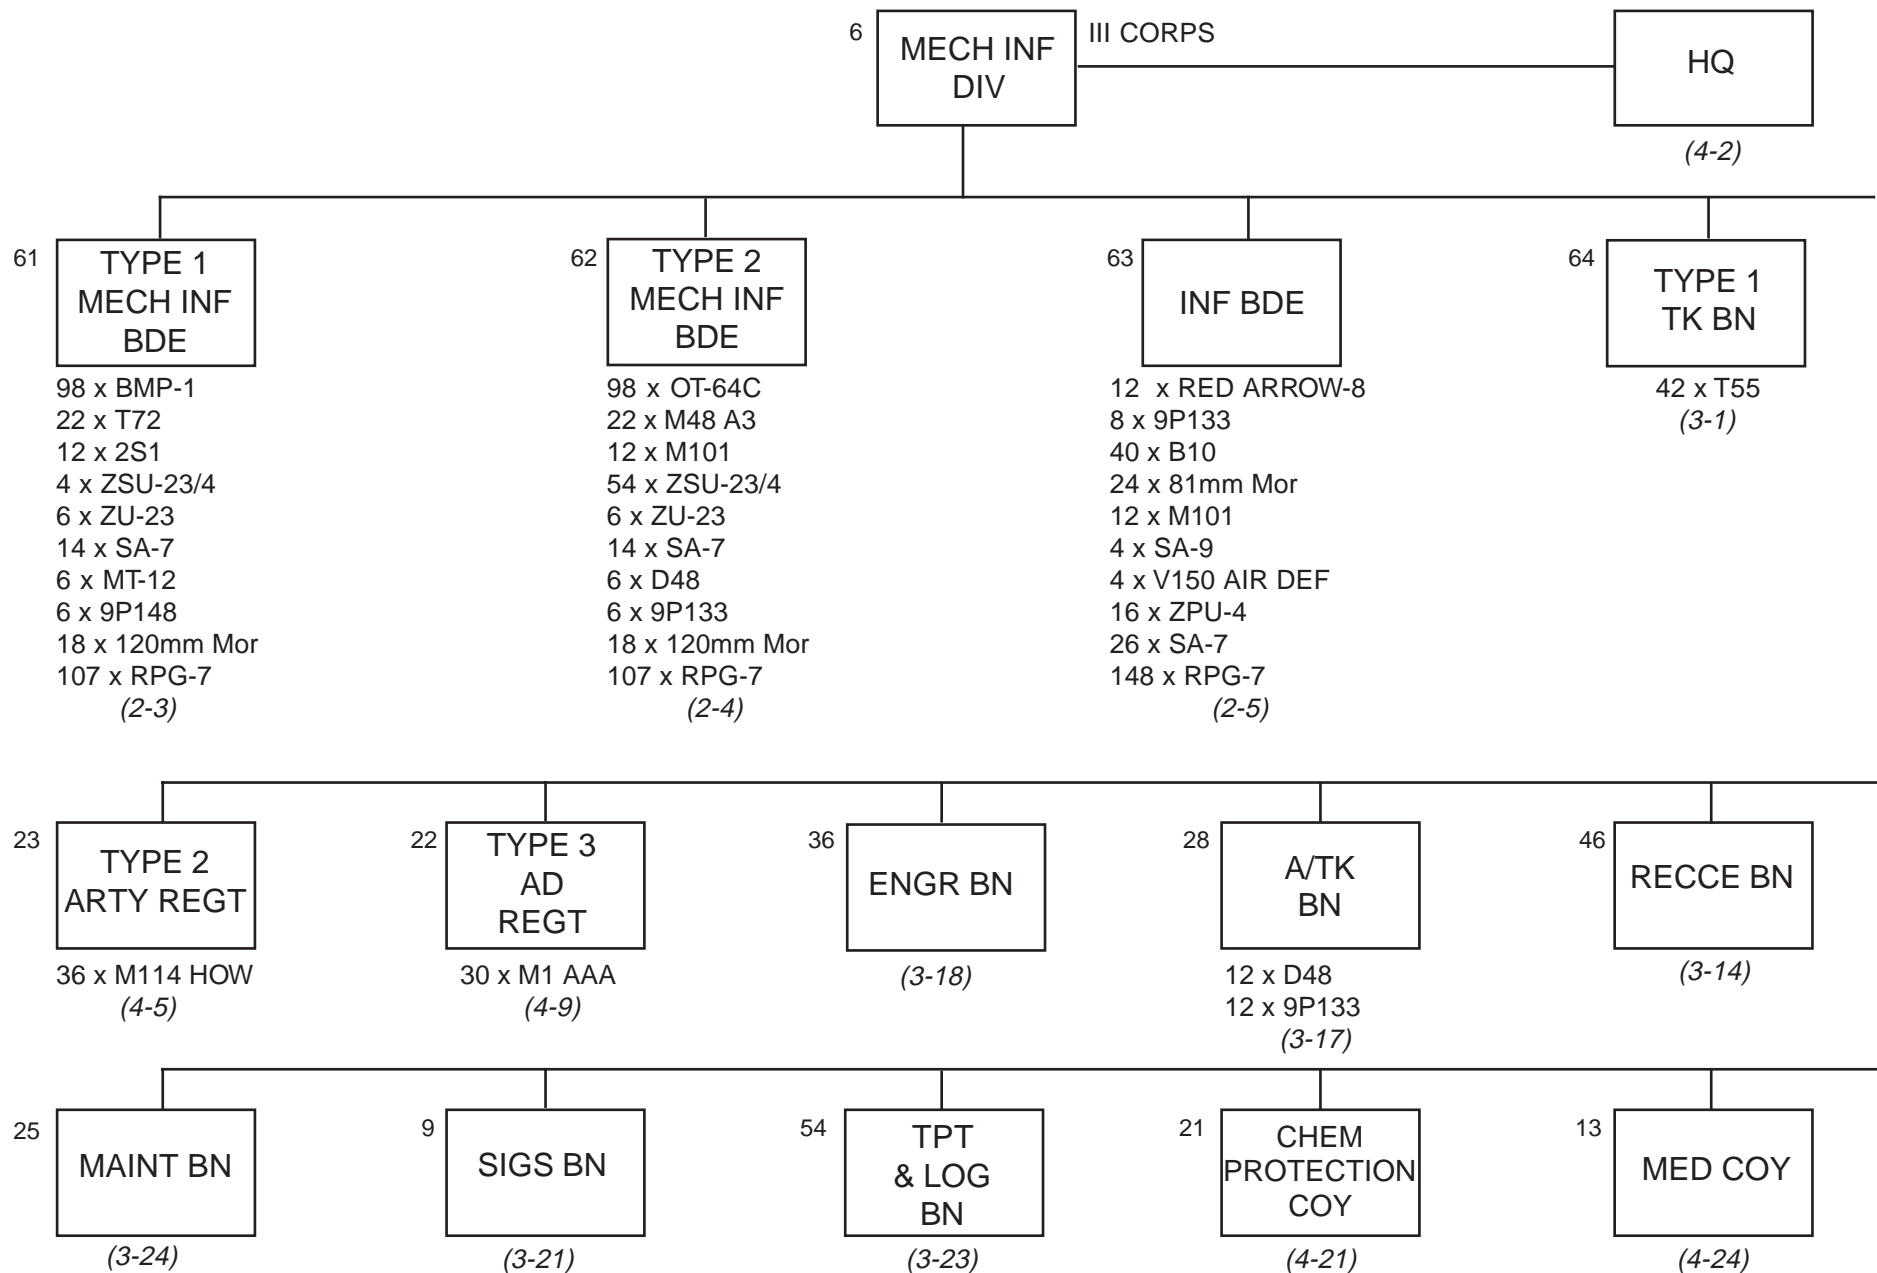 6
MECH INF
DIV
III CORPS
HQ
(4-2)
61
TYPE 1
MECH INF
BDE
98 x BMP-1
22 x T72
12 x 2S1
4 x ZSU-23/4
6 x ZU-23
14 x SA-7
6 x MT-12
6 x 9P148
18 x 120mm Mor
107 x RPG-7
(2-3)
62
TYPE 2
MECH INF
BDE
98 x OT-64C
22 x M48 A3
12 x M101
54 x ZSU-23/4
6 x ZU-23
14 x SA-7
6 x D48
6 x 9P133
18 x 120mm Mor
107 x RPG-7
(2-4)
63
INF BDE
12 x RED ARROW-8
8 x 9P133
40 x B10
24 x 81mm Mor
12 x M101
4 x SA-9
4 x V150 AIR DEF
16 x ZPU-4
26 x SA-7
148 x RPG-7
(2-5)
64
TYPE 1
TK BN
42 x T55
(3-1)
23
TYPE 2
ARTY REGT
36 x M114 HOW
(4-5)
22
TYPE 3
AD
REGT
30 x M1 AAA
(4-9)
36
ENGR BN
(3-18)
28
A/TK
BN
12 x D48
12 x 9P133
(3-17)
46
RECCE BN
(3-14)
25
MAINT BN
(3-24)
9
SIGS BN
(3-21)
54
TPT
& LOG
BN
(3-23)
21
CHEM
PROTECTION
COY
(4-21)
13
MED COY
(4-24)